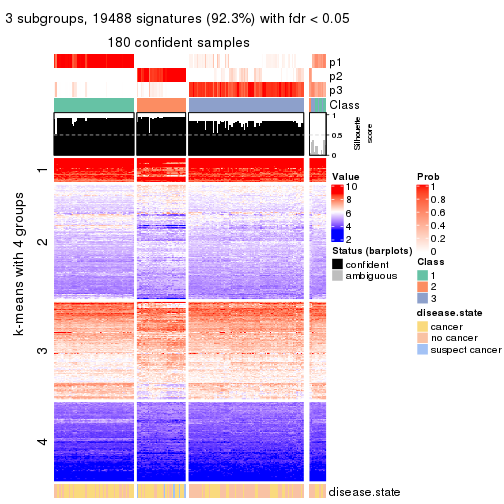 3 subgroups, 19488 signatures (92.3%) with fdr < 0.05
180 confident samples
p1
p2
p3
Class
1
0.5
0
Silhouette
score
k-means with 4 groups
1
2
3
4
disease.state
Value
10
8
6
4
2
Status (barplots)
confident
ambiguous
Prob
1
0.8
0.6
0.4
0.2
0
Class
1
2
3
disease.state
cancer
no cancer
suspect cancer